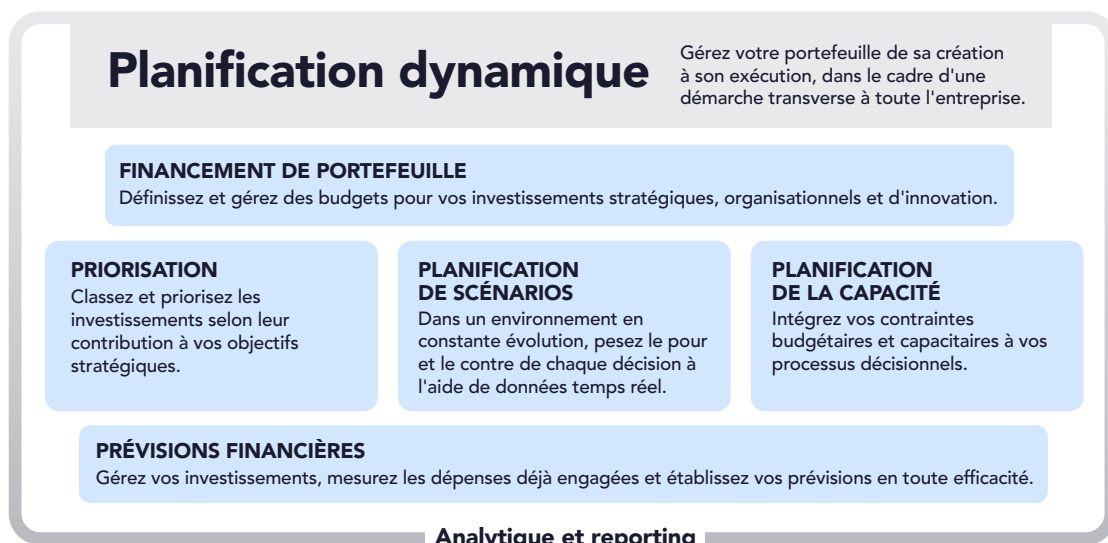 Planification dynamique
Gérez votre portefeuille de sa création
à son exécution, dans le cadre d'une
démarche transverse à toute l'entreprise.
FINANCEMENT DE PORTEFEUILLE
Définissez et gérez des budgets pour vos investissements stratégiques, organisationnels et d'innovation.
PRIORISATION
Classez et priorisez les
investissements selon leur
contribution à vos objectifs
stratégiques.
PLANIFICATION
DE SCÉNARIOS
Dans un environnement en
constante évolution, pesez le pour
et le contre de chaque décision à
l'aide de données temps réel.
PLANIFICATION
DE LA CAPACITÉ
Intégrez vos contraintes
budgétaires et capacitaires à vos
processus décisionnels.
PRÉVISIONS FINANCIÈRES
Gérez vos investissements, mesurez les dépenses déjà engagées et établissez vos prévisions en toute efficacité.
Analytique et reporting